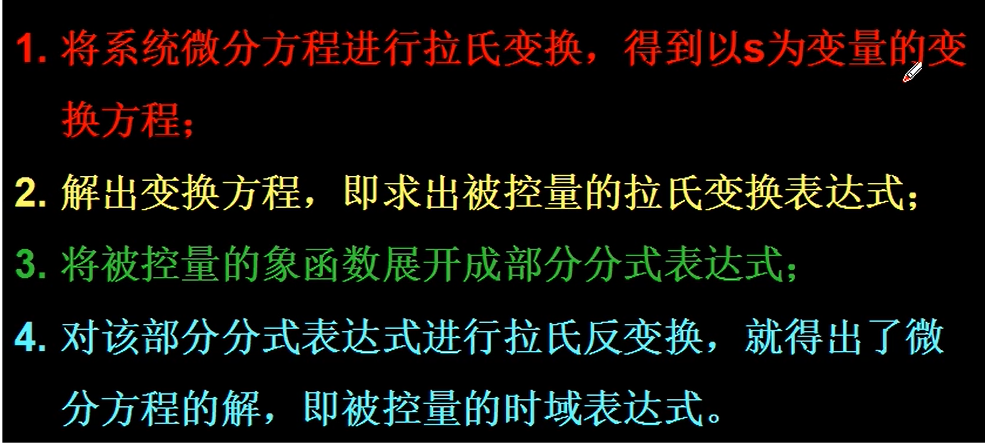 1. 将系统微分方程进行拉氏变换，得到以s为变量的变
换方程；
2. 解出变换方程，即求出被控量的拉氏变换表达式；
3. 将被控量的象函数展开成部分分式表达式；
4. 对该部分分式表达式进行拉氏反变换，就得出了微
分方程的解，即被控量的时域表达式。